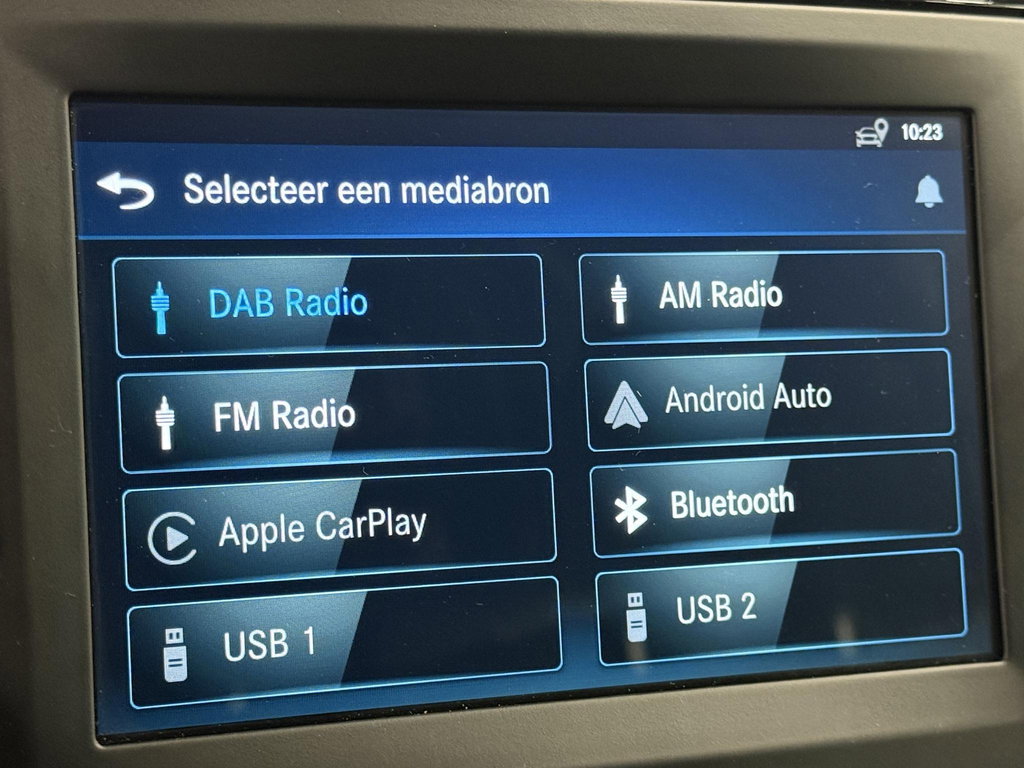 10:23
Selecteer een mediabron
DAB Radio
AM Radio
FM Radio
Android Auto
Apple CarPlay
Bluetooth
USB 1
USB 2